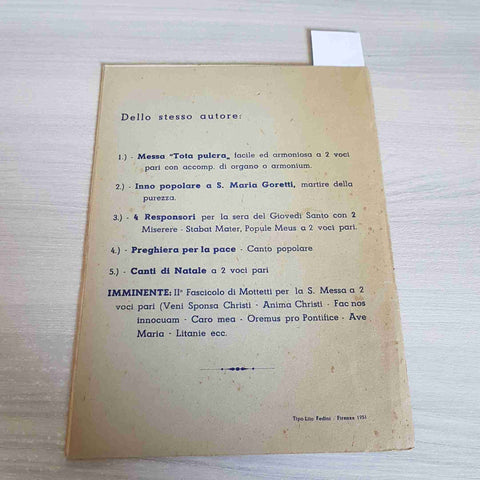 Dello stesso autore:
1.) - Messa "Tota pulcra„ facile ed armoniosa a 2 voci
pari con accomp. di organo o armonium.
2.) - Inno popolare a S. Maria Goretti, martire della
purezza.
3.) - 4 Responsori per la sera del Giovedì Santo con 2
Miserere - Stabat Mater, Popule Meus a 2 voci pari.
4.) - Preghiera per la pace - Canto popolare
5.) - Canti di Natale a 2 voci pari
IMMINENTE: II° Fascicolo di Mottetti per la S. Messa a 2
voci pari (Veni Sponsa Christi - Anima Christi - Fac nos
innocuam - Caro mea - Oremus pro Pontifice - Ave
Maria - Litanie ecc.
Tipo-Lito Fedini / Firenze 1951